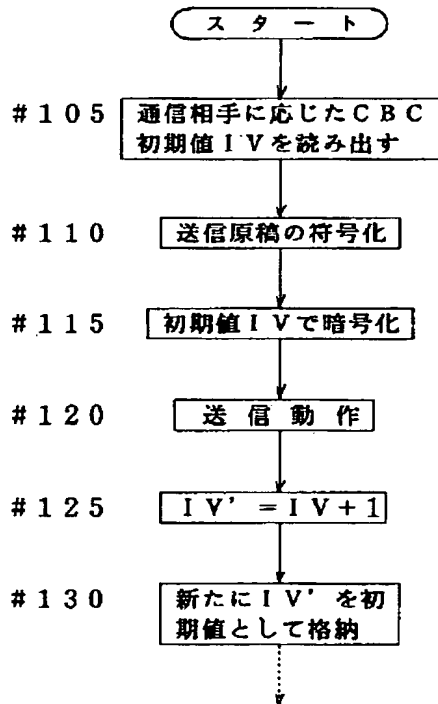 スタート
#105 通信相手に応じたCBC
初期値IVを読み出す
#110 送信原稿の符号化
#115 初期値IVで暗号化
#120 送信動作
#125 IV'=IV+1
#130 新たにIV'を初
期値として格納